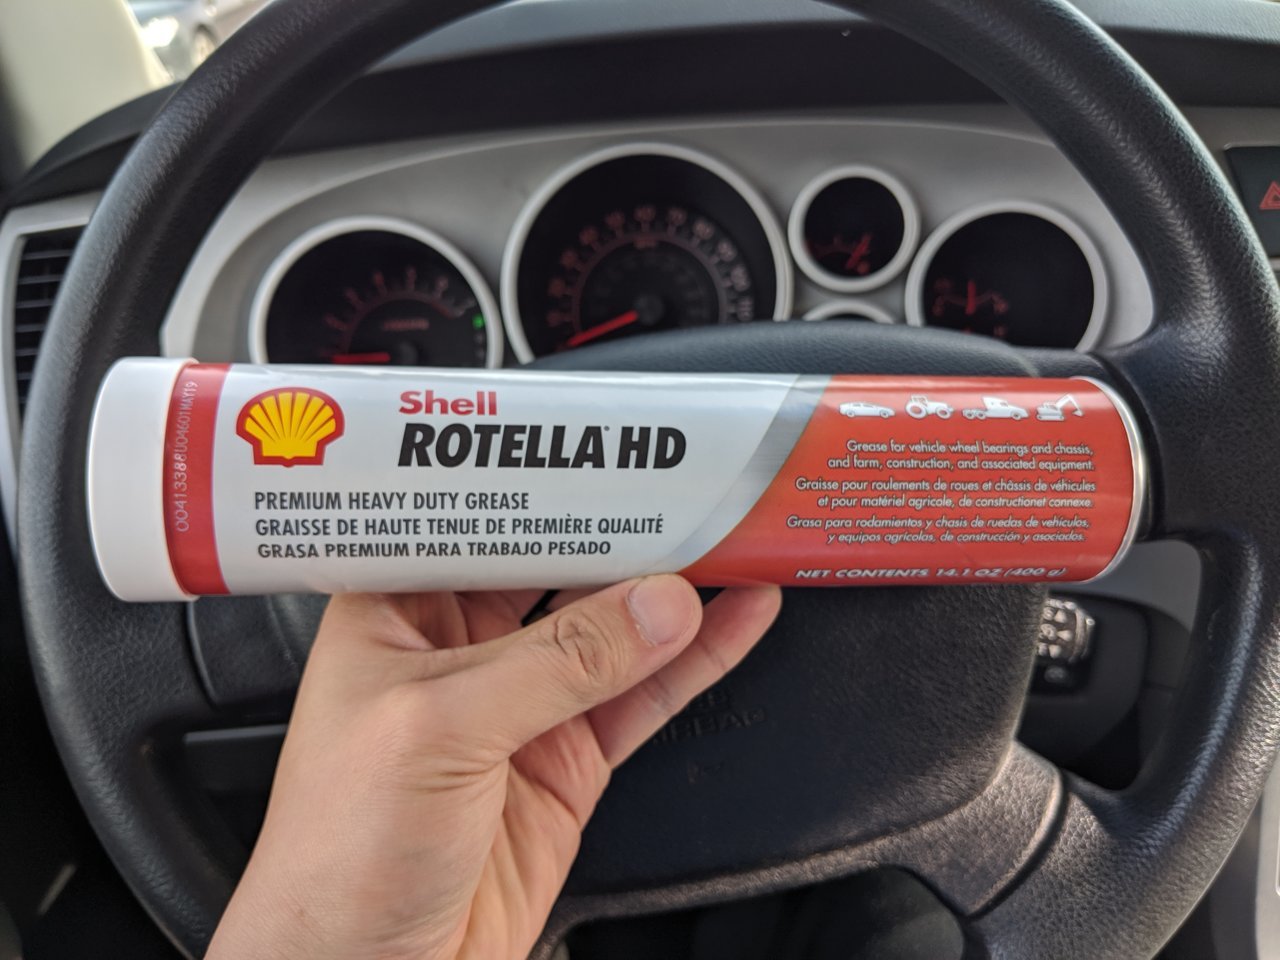 0041338BU04601MAY19
Shell
ROTELLA® HD
PREMIUM HEAVY DUTY GREASE
GRAISSE DE HAUTE TENUE DE PREMIÈRE QUALITÉ
GRASA PREMIUM PARA TRABAJO PESADO
Grease for vehicle wheel bearings and chassis,
and farm, construction, and associated equipment.
Graisse pour roulements de roues et châssis de véhicules
et pour matériel agricole, de constructionet connexe.
Grasa para rodamientos y chasis de ruedas de vehículos,
y equipos agrícolas, de construcción y asociados.
NET CONTENTS 14.1 OZ (400 g)